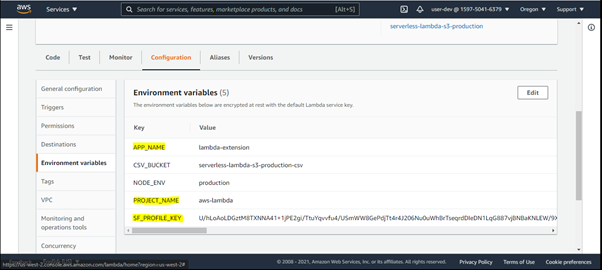 aws
Services ▼
Search for services, features, marketplace products, and docs [Alt+S]
user-dev @ 1597-5041-6379 ▼
Oregon ▼
Support ▼
serverless-lambda-s3-production
Code
Test
Monitor
Configuration
Aliases
Versions
General configuration
Triggers
Permissions
Destinations
Environment variables
Tags
VPC
Monitoring and
operations tools
Concurrency
Environment variables (5)
Edit
The environment variables below are encrypted at rest with the default Lambda service key.
Key Value
APP_NAME lambda-extension
CSV_BUCKET serverless-lambda-s3-production-csv
NODE_ENV production
PROJECT_NAME aws-lambda
SF_PROFILE_KEY
© 2008 - 2021, Amazon Web Services, Inc. or its affiliates. All rights reserved.
Privacy Policy
Terms of Use
Cookie preferences
https://us-west-2.console.aws.amazon.com/lambda/home?region=us-west-2#